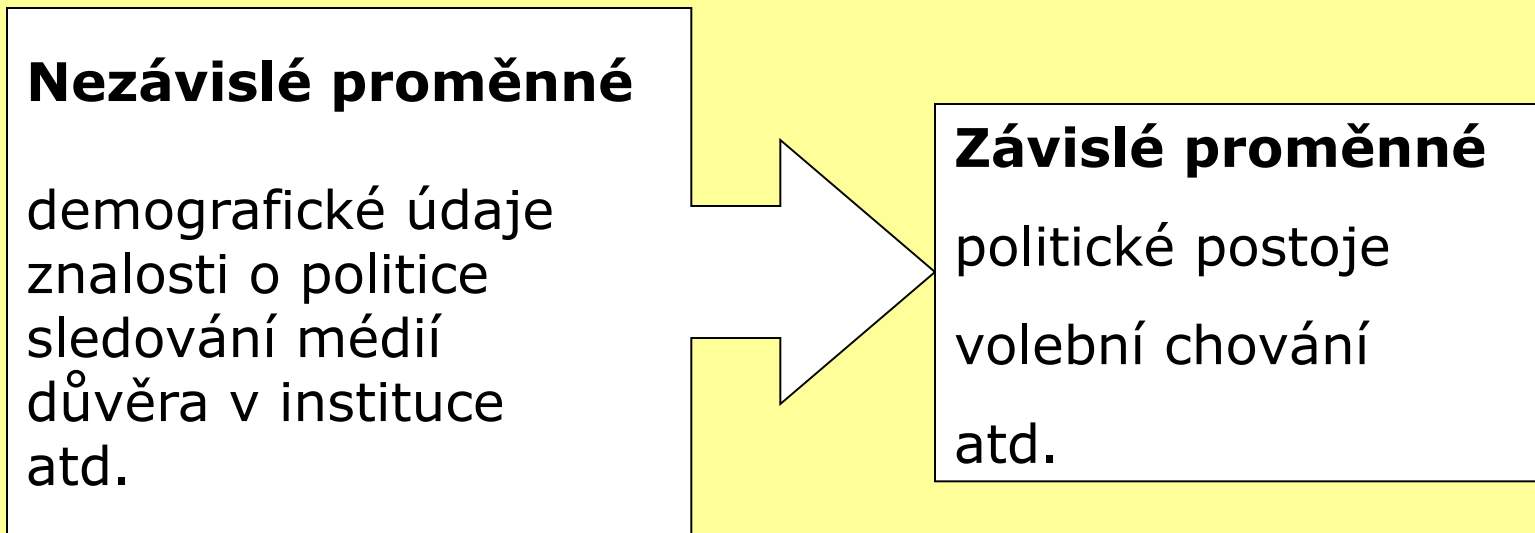 Nezávislé proměnné
demografické údaje
znalosti o politice
sledování médií
důvěra v instituce
atd.
Závislé proměnné
politické postoje
volební chování
atd.